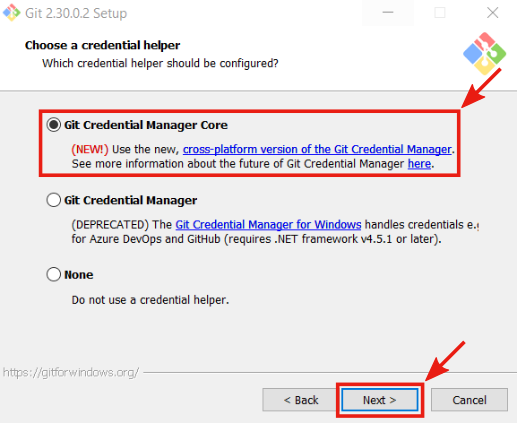 Git 2.30.0.2 Setup
Choose a credential helper
Which credential helper should be configured?
Git Credential Manager Core
(NEW!) Use the new, cross-platform version of the Git Credential Manager.
See more information about the future of Git Credential Manager here.
Git Credential Manager
(DEPRECATED) The Git Credential Manager for Windows handles credentials e.g
for Azure DevOps and GitHub (requires .NET framework v4.5.1 or later).
None
Do not use a credential helper.
https://gitforwindows.org/
< Back Next > Cancel